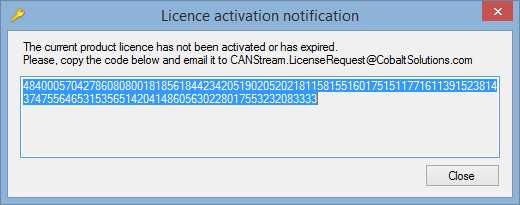 Licence activation notification
The current product licence has not been activated or has expired.
Please, copy the code below and email it to CANStream.LicenseRequest@CobaltSolutions.com
4840005704278608080018185618442342051902052021811581551601751511771611391523814
3747556465315356514204148605630228017553232083333
Close